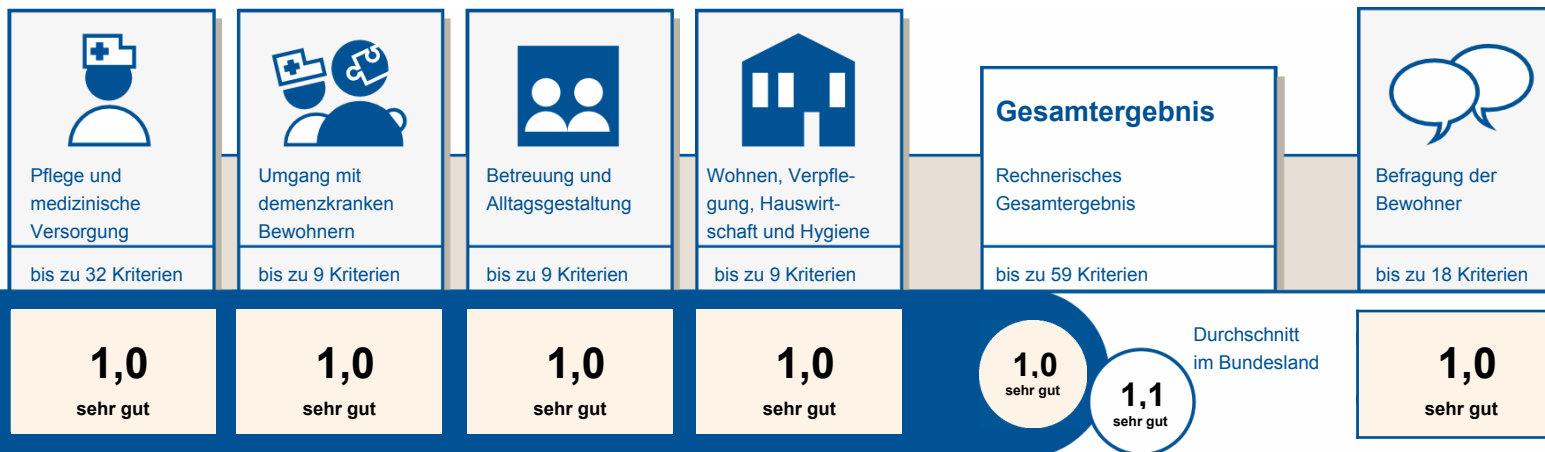 Pflege und
medizinische
Versorgung
bis zu 32 Kriterien
1,0
sehr gut
Umgang mit
demenzkranken
Bewohnern
bis zu 9 Kriterien
1,0
sehr gut
Betreuung und
Alltagsgestaltung
bis zu 9 Kriterien
1,0
sehr gut
Wohnen, Verpfle-
gung, Hauswirt-
schaft und Hygiene
bis zu 9 Kriterien
1,0
sehr gut
Gesamtergebnis
Rechnerisches
Gesamtergebnis
bis zu 59 Kriterien
1,0
sehr gut
1,1
sehr gut
Durchschnitt
im Bundesland
Befragung der
Bewohner
bis zu 18 Kriterien
1,0
sehr gut